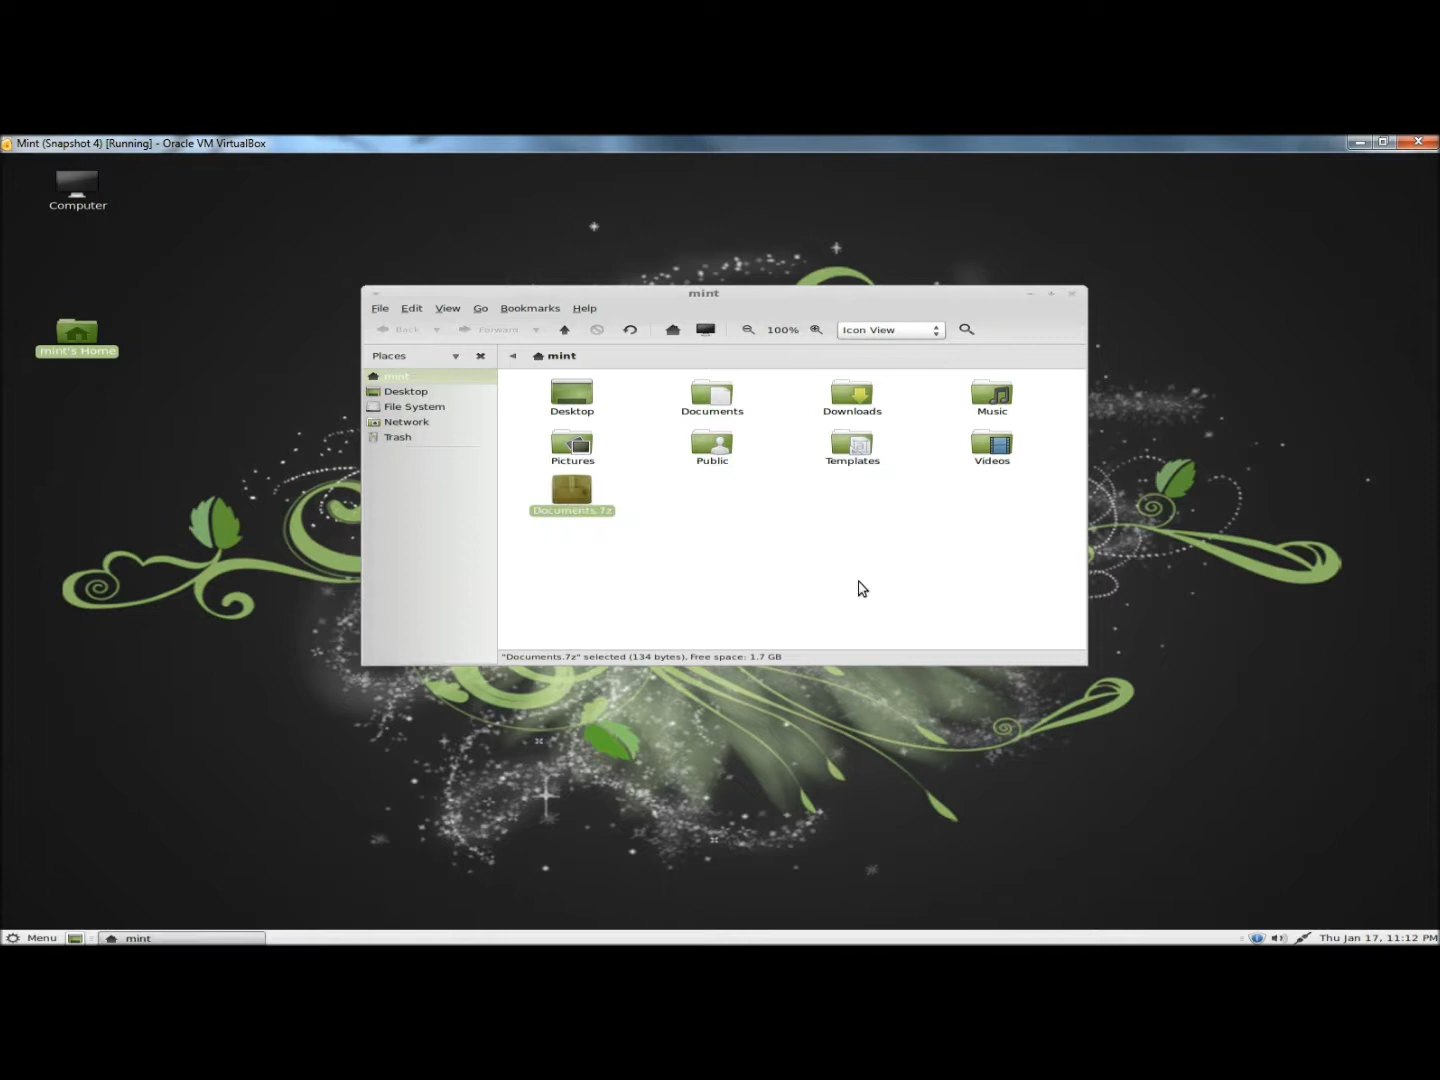 Mint (Snapshot 4) [Running] - Oracle VM VirtualBox
Computer
mint's Home
mint
File Edit View Go Bookmarks Help
Back Forward 100% Icon View
Places mint
mint
Desktop
File System
Network
Trash
Desktop Documents Downloads Music
Pictures Public Templates Videos
Documents.7z
"Documents.7z" selected (134 bytes), Free space: 1.7 GB
Menu mint Thu Jan 17, 11:12 PM